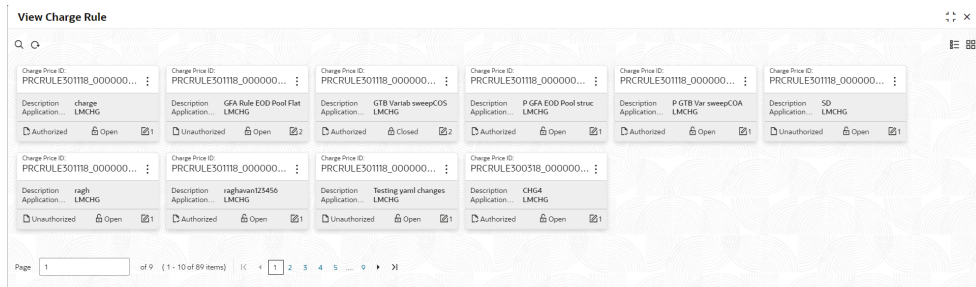 View Charge Rule
Charge Price ID: Charge Price ID: Charge Price ID: Charge Price ID: Charge Price ID: Charge Price ID:
PRCRULE301118_000000... PRCRULE301118_000000... PRCRULE301118_000000... PRCRULE301118_000000... PRCRULE301118_000000... PRCRULE301118_000000...
Description charge Description GFA Rule EOD Pool Flat Description GTB Variab sweepCOS Description P GFA EOD Pool struc Description P GTB Var sweepCOA Description SD
Application... LMCHG Application... LMCHG Application... LMCHG Application... LMCHG Application... LMCHG Application... LMCHG
Authorized Open 1 Unauthorized Open 2 Authorized Closed 2 Authorized Open 1 Authorized Open 1 Unauthorized Open 1
Charge Price ID: Charge Price ID: Charge Price ID: Charge Price ID:
PRCRULE301118_000000... PRCRULE301118_000000... PRCRULE301118_000000... PRCRULE300318_000000...
Description ragh Description raghavan123456 Description Testing yaml changes Description CHG4
Application... LMCHG Application... LMCHG Application... LMCHG Application... LMCHG
Unauthorized Open 1 Authorized Open 1 Unauthorized Open 1 Authorized Open 1
Page 1 of 9 (1 - 10 of 89 items) 1 2 3 4 5 .... 9